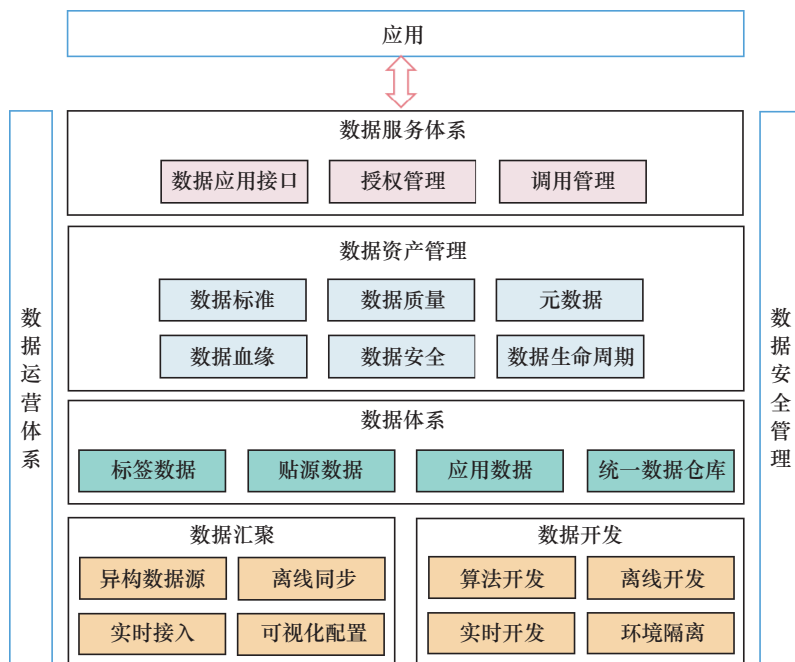 应用
数据服务体系
数据应用接口
授权管理
调用管理
数据资产管理
数据标准
数据质量
元数据
数据血缘
数据安全
数据生命周期
数据体系
标签数据
贴源数据
应用数据
统一数据仓库
数据汇聚
异构数据源
离线同步
实时接入
可视化配置
数据开发
算法开发
离线开发
实时开发
环境隔离
数据运营体系
数据安全管理